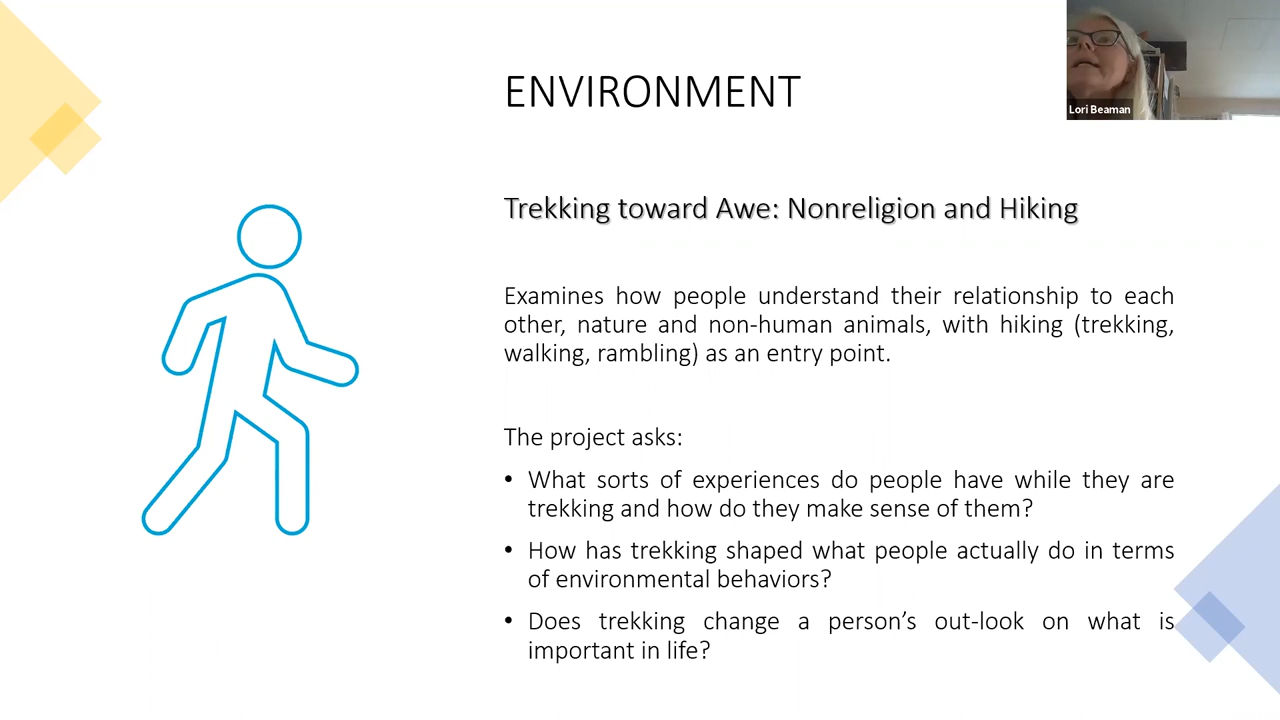 ENVIRONMENT
Lori Beaman
Trekking toward Awe: Nonreligion and Hiking
Examines how people understand their relationship to each
other, nature and non-human animals, with hiking (trekking,
walking, rambling) as an entry point.
The project asks:
• What sorts of experiences do people have while they are
trekking and how do they make sense of them?
• How has trekking shaped what people actually do in terms
of environmental behaviors?
• Does trekking change a person's out-look on what is
important in life?